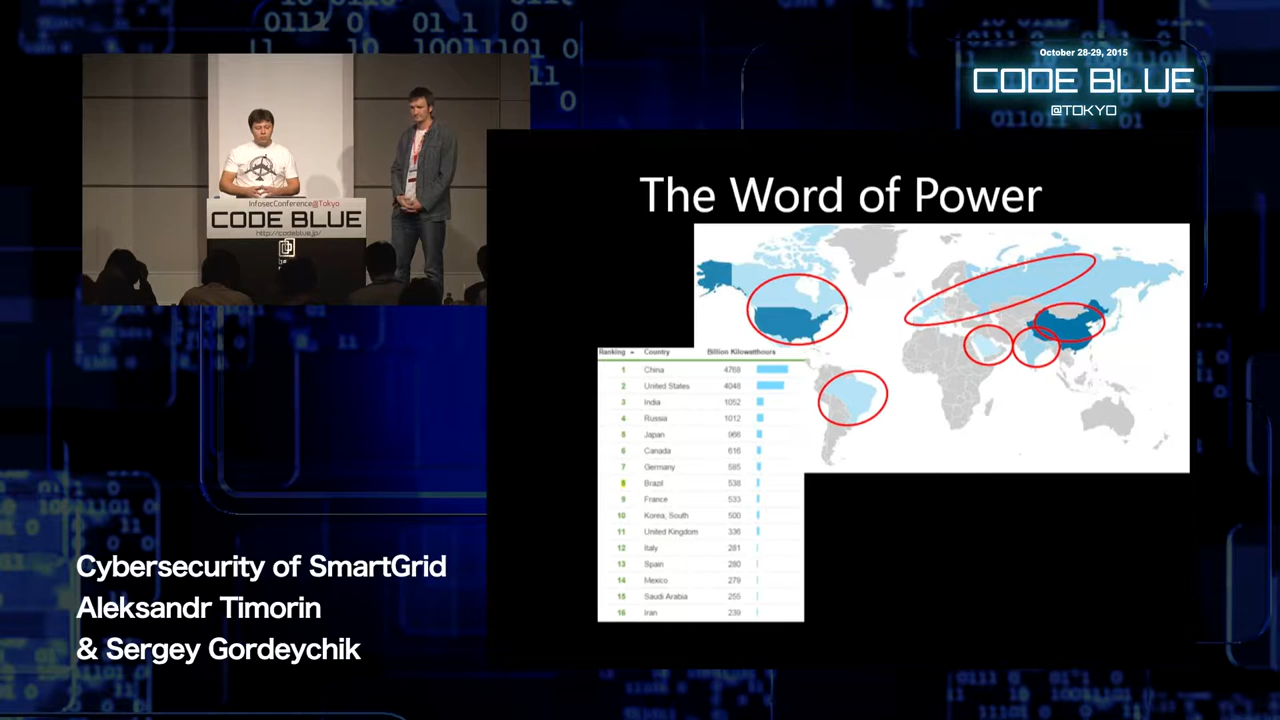 October 28-29, 2015
CODE BLUE
@TOKYO
InfosecConference@Tokyo
CODE BLUE
http://codeblue.jp/
The Word of Power
Ranking Country Billion Kilowatthours
1 China 4768
2 United States 4048
3 India 1052
4 Russia 1012
5 Japan 966
6 Canada 616
7 Germany 585
8 Brazil 538
9 France 533
10 Korea, South 500
11 United Kingdom 336
12 Italy 281
13 Spain 280
14 Mexico 279
15 Saudi Arabia 255
16 Iran 239
Cybersecurity of SmartGrid
Aleksandr Timorin
& Sergey Gordeychik